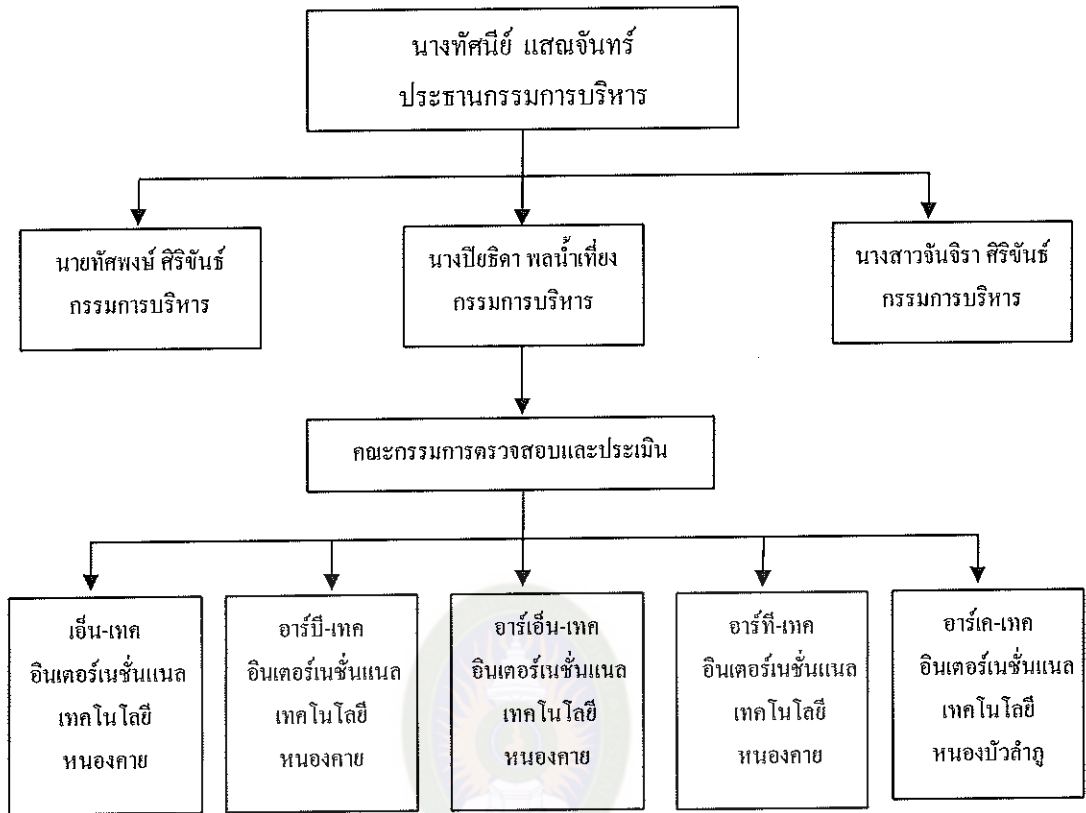 นางทัศนีย์ แสณจันทร์
ประธานกรรมการบริหาร
นายทัศพงษ์ ศิริขันธ์
กรรมการบริหาร
นางปิยธิดา พลน้ำเที่ยง
กรรมการบริหาร
นางสาวจันจิรา ศิริขันธ์
กรรมการบริหาร
คณะกรรมการตรวจสอบและประเมิน
เอ็น-เทค
อินเตอร์เนชั่นแนล
เทคโนโลยี
หนองคาย
อาร์บี-เทค
อินเตอร์เนชั่นแนล
เทคโนโลยี
หนองคาย
อาร์เอ็น-เทค
อินเตอร์เนชั่นแนล
เทคโนโลยี
หนองคาย
อาร์ที-เทค
อินเตอร์เนชั่นแนล
เทคโนโลยี
หนองคาย
อาร์เค-เทค
อินเตอร์เนชั่นแนล
เทคโนโลยี
หนองบัวลำภู